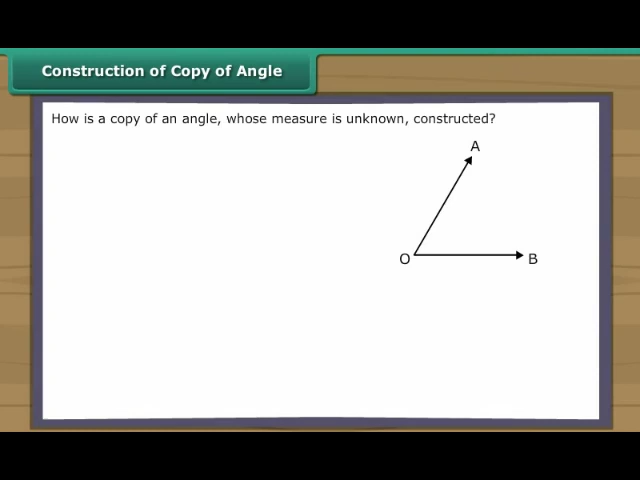 Construction of Copy of Angle
How is a copy of an angle, whose measure is unknown, constructed?
A
O
B